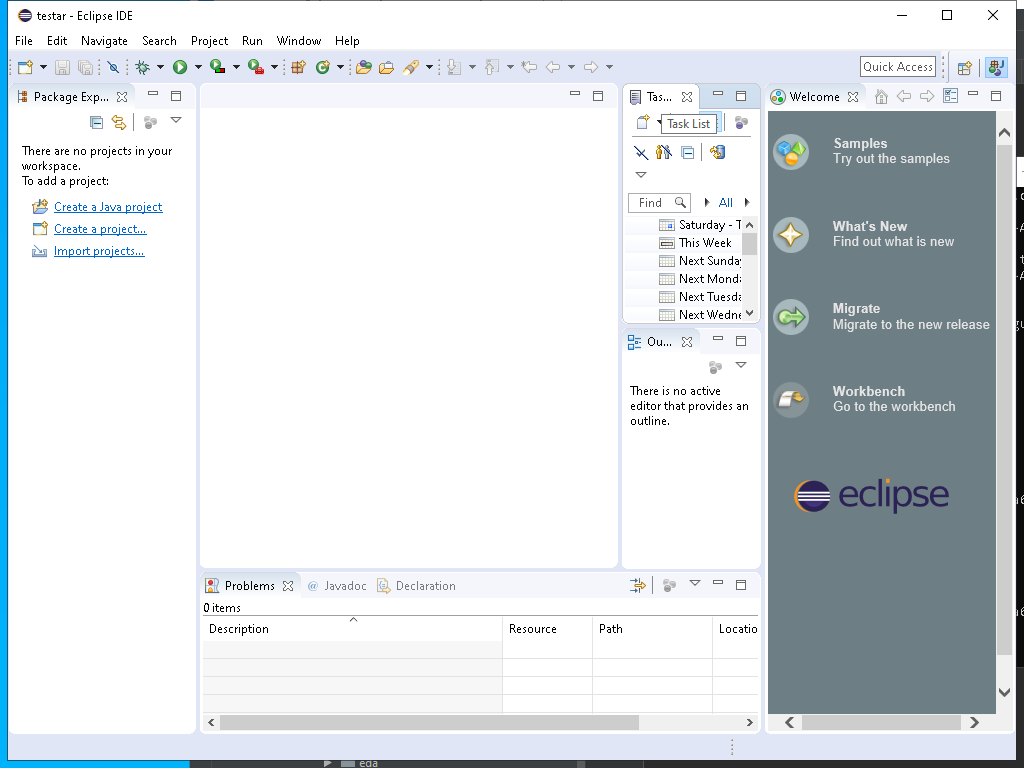 testar - Eclipse IDE
File Edit Navigate Search Project Run Window Help
Quick Access
Package Exp...
There are no projects in your
workspace.
To add a project:
Create a Java project
Create a project...
Import projects...
Tas...
Task List
Find
All
Saturday - T
This Week
Next Sunda
Next Monda
Next Tuesda
Next Wedne
Ou...
There is no active
editor that provides an
outline.
Welcome
Samples
Try out the samples
What's New
Find out what is new
Migrate
Migrate to the new release
Workbench
Go to the workbench
eclipse
Problems @ Javadoc Declaration
0 items
Description Resource Path Locatio
eda